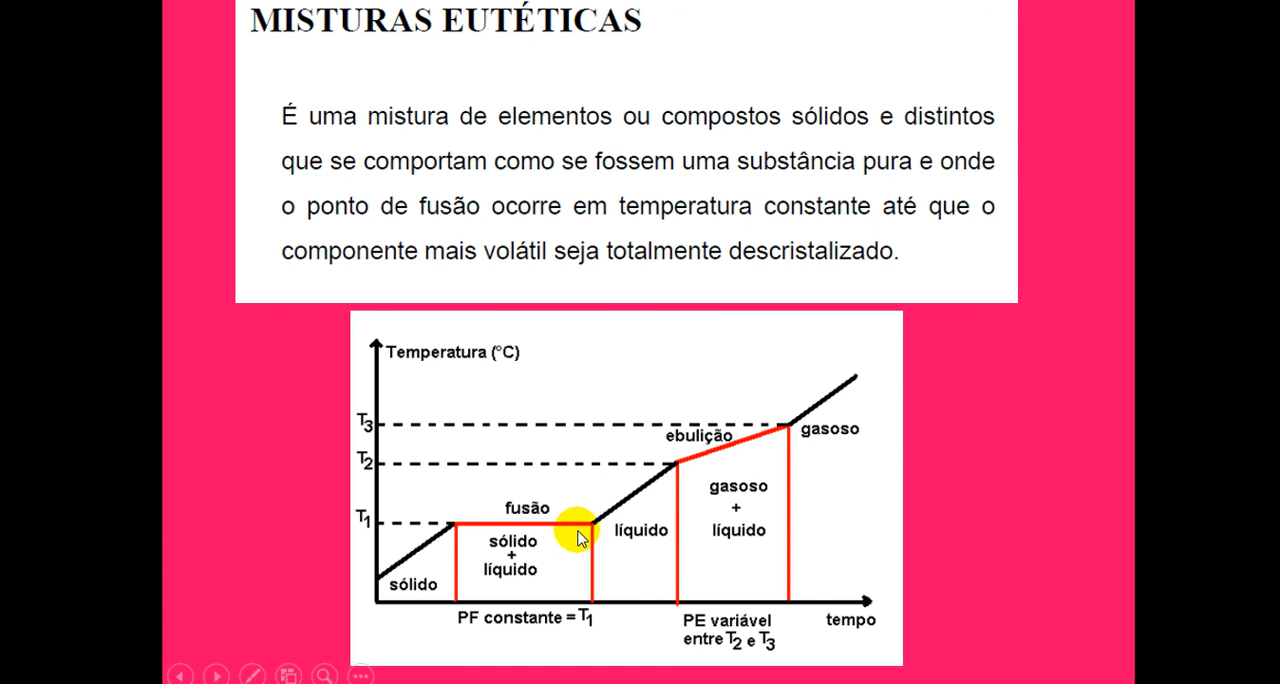 MISTURAS EUTÉTICAS
É uma mistura de elementos ou compostos sólidos e distintos
que se comportam como se fossem uma substância pura e onde
o ponto de fusão ocorre em temperatura constante até que o
componente mais volátil seja totalmente descristalizado.
Temperatura (°C)
T3
ebulição
gasoso
T2
gasoso
+
líquido
fusão
T1
líquido
sólido
+
líquido
sólido
PF constante = T1
PE variável
entre T2 e T3
tempo